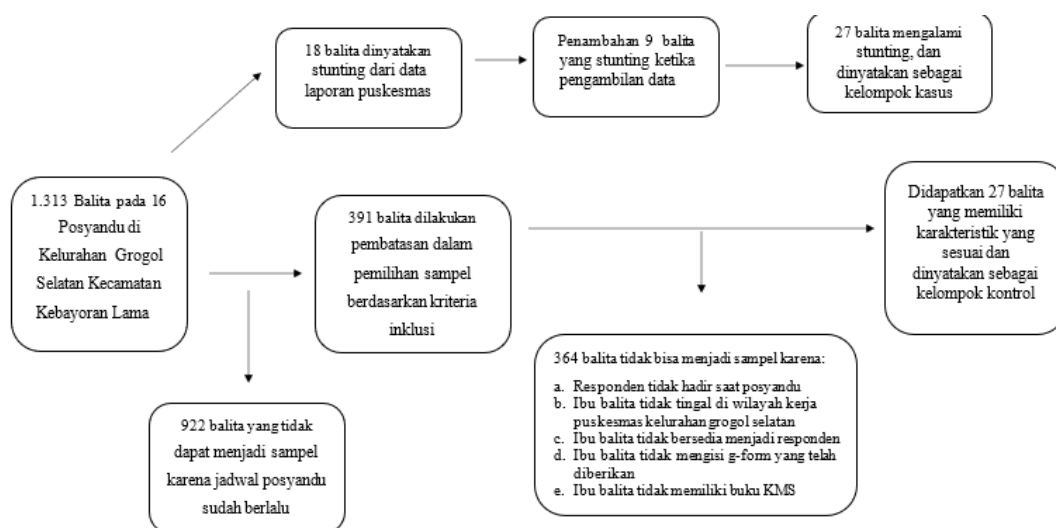 18 balita dinyatakan
stunting dari data
laporan puskesmas
Penambahan 9 balita
yang stunting ketika
pengambilan data
27 balita mengalami
stunting, dan
dinyatakan sebagai
kelompok kasus
1.313 Balita pada 16
Posyandu di
Kelurahan Grogol
Selatan Kecamatan
Kebayoran Lama
391 balita dilakukan
pembatasan dalam
pemilihan sampel
berdasarkan kriteria
inklusi
Didapatkan 27 balita
yang memiliki
karakteristik yang
sesuai dan
dinyatakan sebagai
kelompok kontrol
922 balita yang tidak
dapat menjadi sampel
karena jadwal posyandu
sudah berlalu
364 balita tidak bisa menjadi sampel karena:
a. Responden tidak hadir saat posyandu
b. Ibu balita tidak tingal di wilayah kerja
puskesmas kelurahan grogol selatan
c. Ibu balita tidak bersedia menjadi responden
d. Ibu balita tidak mengisi g-form yang telah
diberikan
e. Ibu balita tidak memiliki buku KMS